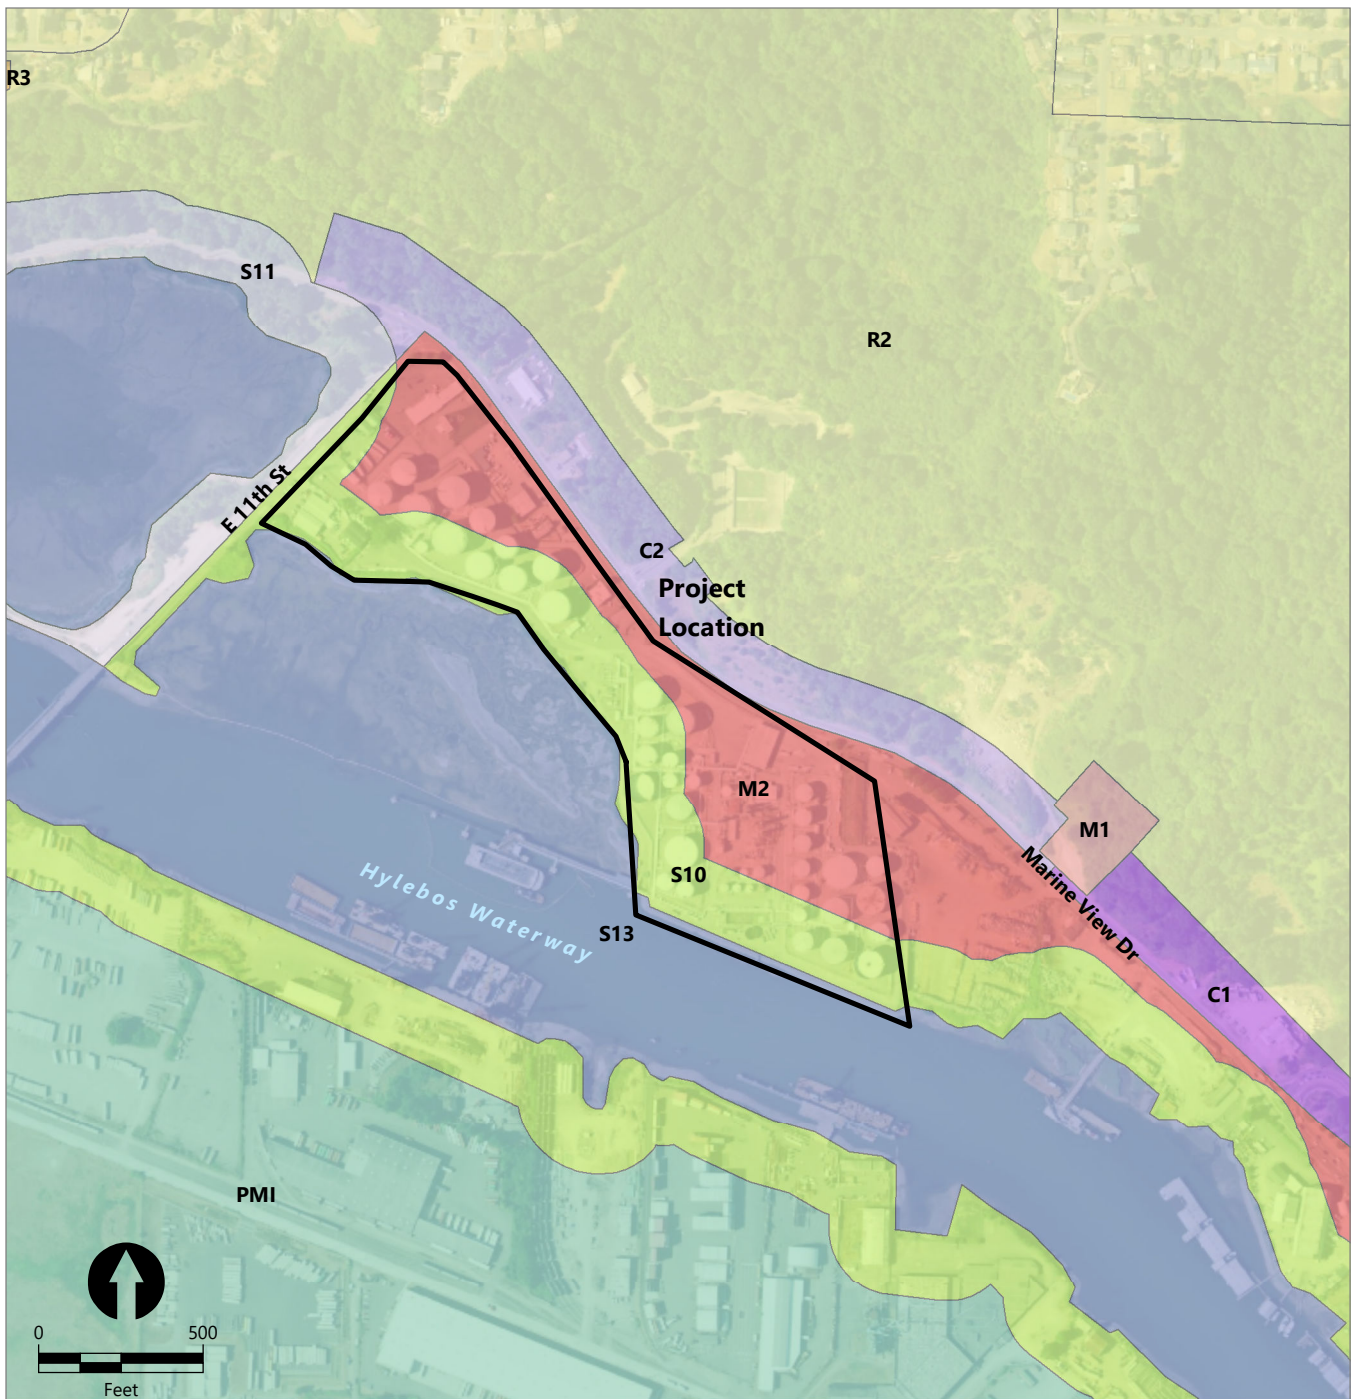 R3
S11
R2
E 11th St
C2
Project
Location
M2
M1
Marine View Dr
S10
Hylebos Waterway
S13
C1
PMI
0 500
Feet